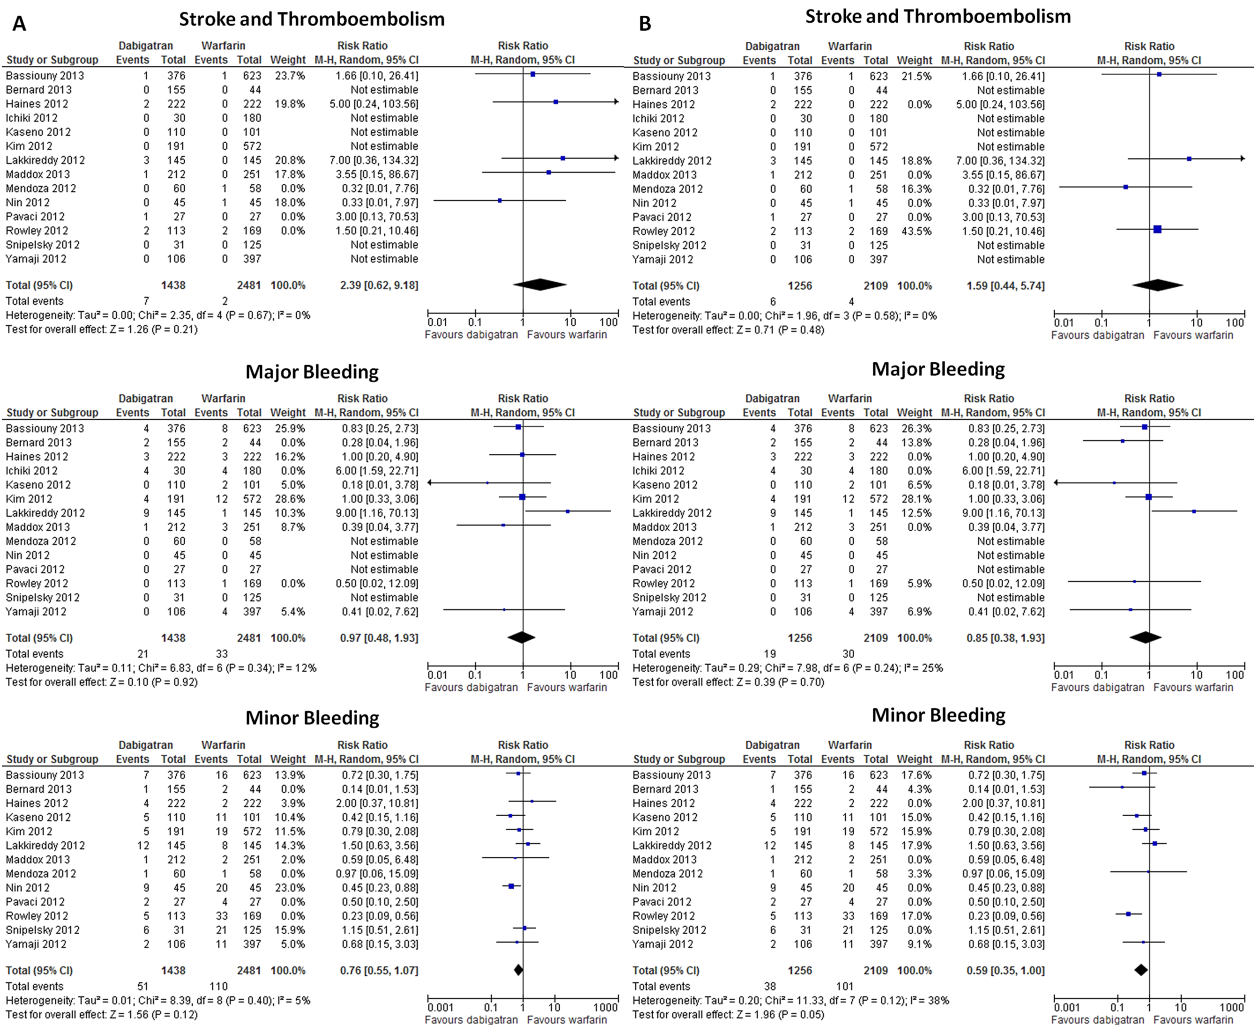 A
Stroke and Thromboembolism
Dabigatran Warfarin Risk Ratio Risk Ratio
Study or Subgroup Events Total Events Total Weight M-H, Random, 95% CI M-H, Random, 95% CI
Bassiouny 2013 1 376 1 623 23.7% 1.66 [0.10, 26.41]
Bernard 2013 0 155 0 44 Not estimable
Haines 2012 2 222 0 222 19.8% 5.00 [0.24, 103.56]
Ichiki 2012 0 30 0 180 Not estimable
Kaseno 2012 0 110 0 101 Not estimable
Kim 2012 0 191 0 572 Not estimable
Lakkireddy 2012 3 145 0 145 20.8% 7.00 [0.36, 134.32]
Maddox 2013 1 212 0 251 17.8% 3.55 [0.15, 86.67]
Mendoza 2012 0 60 1 58 0.0% 0.32 [0.01, 7.76]
Nin 2012 0 45 1 45 18.0% 0.33 [0.01, 7.97]
Pavaci 2012 1 27 0 27 0.0% 3.00 [0.13, 70.53]
Rowley 2012 2 113 2 169 0.0% 1.50 [0.21, 10.46]
Snipelsky 2012 0 31 0 125 Not estimable
Yamaji 2012 0 106 0 397 Not estimable
Total (95% CI) 1438 2481 100.0% 2.39 [0.62, 9.18]
Total events 7 2
Heterogeneity: Tau² = 0.00; Chi² = 2.35, df = 4 (P = 0.67); I² = 0%
Test for overall effect: Z = 1.26 (P = 0.21)
0.01 0.1 1 10 100
Favours dabigatran Favours warfarin
B
Stroke and Thromboembolism
Dabigatran Warfarin Risk Ratio Risk Ratio
Study or Subgroup Events Total Events Total Weight M-H, Random, 95% CI M-H, Random, 95% CI
Bassiouny 2013 1 376 1 623 21.5% 1.66 [0.10, 26.41]
Bernard 2013 0 155 0 44 Not estimable
Haines 2012 2 222 0 222 0.0% 5.00 [0.24, 103.56]
Ichiki 2012 0 30 0 180 Not estimable
Kaseno 2012 0 110 0 101 Not estimable
Kim 2012 0 191 0 572 Not estimable
Lakkireddy 2012 3 145 0 145 18.8% 7.00 [0.36, 134.32]
Maddox 2013 1 212 0 251 0.0% 3.55 [0.15, 86.67]
Mendoza 2012 0 60 1 58 16.3% 0.32 [0.01, 7.76]
Nin 2012 0 45 1 45 0.0% 0.33 [0.01, 7.97]
Pavaci 2012 1 27 0 27 0.0% 3.00 [0.13, 70.53]
Rowley 2012 2 113 2 169 43.5% 1.50 [0.21, 10.46]
Snipelsky 2012 0 31 0 125 Not estimable
Yamaji 2012 0 106 0 397 Not estimable
Total (95% CI) 1256 2109 100.0% 1.59 [0.44, 5.74]
Total events 6 4
Heterogeneity: Tau² = 0.00; Chi² = 1.96, df = 3 (P = 0.58); I² = 0%
Test for overall effect: Z = 0.71 (P = 0.48)
0.01 0.1 1 10 100
Favours dabigatran Favours warfarin
Major Bleeding
Dabigatran Warfarin Risk Ratio Risk Ratio
Study or Subgroup Events Total Events Total Weight M-H, Random, 95% CI M-H, Random, 95% CI
Bassiouny 2013 4 376 8 623 25.9% 0.83 [0.25, 2.73]
Bernard 2013 2 155 2 44 0.0% 0.28 [0.04, 1.96]
Haines 2012 3 222 3 222 16.2% 1.00 [0.20, 4.90]
Ichiki 2012 4 30 4 180 0.0% 6.00 [1.59, 22.71]
Kaseno 2012 0 110 2 101 5.0% 0.18 [0.01, 3.78]
Kim 2012 4 191 12 572 28.6% 1.00 [0.33, 3.06]
Lakkireddy 2012 9 145 1 145 10.3% 9.00 [1.16, 70.13]
Maddox 2013 1 212 3 251 8.7% 0.39 [0.04, 3.77]
Mendoza 2012 0 60 0 58 Not estimable
Nin 2012 0 45 0 45 Not estimable
Pavaci 2012 0 27 0 27 Not estimable
Rowley 2012 0 113 1 169 0.0% 0.50 [0.02, 12.09]
Snipelsky 2012 0 31 0 125 Not estimable
Yamaji 2012 0 106 4 397 5.4% 0.41 [0.02, 7.62]
Total (95% CI) 1438 2481 100.0% 0.97 [0.48, 1.93]
Total events 21 33
Heterogeneity: Tau² = 0.11; Chi² = 6.83, df = 6 (P = 0.34); I² = 12%
Test for overall effect: Z = 0.10 (P = 0.92)
0.01 0.1 1 10 100
Favours dabigatran Favours warfarin
Major Bleeding
Dabigatran Warfarin Risk Ratio Risk Ratio
Study or Subgroup Events Total Events Total Weight M-H, Random, 95% CI M-H, Random, 95% CI
Bassiouny 2013 4 376 8 623 26.3% 0.83 [0.25, 2.73]
Bernard 2013 2 155 2 44 13.8% 0.28 [0.04, 1.96]
Haines 2012 3 222 3 222 0.0% 1.00 [0.20, 4.90]
Ichiki 2012 4 30 4 180 0.0% 6.00 [1.59, 22.71]
Kaseno 2012 0 110 2 101 6.5% 0.18 [0.01, 3.78]
Kim 2012 4 191 12 572 28.1% 1.00 [0.33, 3.06]
Lakkireddy 2012 9 145 1 145 12.5% 9.00 [1.16, 70.13]
Maddox 2013 1 212 3 251 0.0% 0.39 [0.04, 3.77]
Mendoza 2012 0 60 0 58 Not estimable
Nin 2012 0 45 0 45 Not estimable
Pavaci 2012 0 27 0 27 Not estimable
Rowley 2012 0 113 1 169 5.9% 0.50 [0.02, 12.09]
Snipelsky 2012 0 31 0 125 Not estimable
Yamaji 2012 0 106 4 397 6.9% 0.41 [0.02, 7.62]
Total (95% CI) 1256 2109 100.0% 0.85 [0.38, 1.93]
Total events 19 30
Heterogeneity: Tau² = 0.29; Chi² = 7.98, df = 6 (P = 0.24); I² = 25%
Test for overall effect: Z = 0.39 (P = 0.70)
0.01 0.1 1 10 100
Favours dabigatran Favours warfarin
Minor Bleeding
Dabigatran Warfarin Risk Ratio Risk Ratio
Study or Subgroup Events Total Events Total Weight M-H, Random, 95% CI M-H, Random, 95% CI
Bassiouny 2013 7 376 16 623 13.9% 0.72 [0.30, 1.75]
Bernard 2013 1 155 2 44 0.0% 0.14 [0.01, 1.53]
Haines 2012 4 222 2 222 3.9% 2.00 [0.37, 10.81]
Kaseno 2012 5 110 11 101 10.4% 0.42 [0.15, 1.16]
Kim 2012 5 191 19 572 11.5% 0.79 [0.30, 2.08]
Lakkireddy 2012 12 145 8 145 14.3% 1.50 [0.63, 3.56]
Maddox 2013 1 212 2 251 2.0% 0.59 [0.05, 6.48]
Mendoza 2012 1 60 1 58 0.0% 0.97 [0.06, 15.09]
Nin 2012 9 45 20 45 23.0% 0.45 [0.23, 0.88]
Pavaci 2012 2 27 4 27 0.0% 0.50 [0.10, 2.50]
Rowley 2012 5 113 33 169 0.0% 0.23 [0.09, 0.56]
Snipelsky 2012 6 31 21 125 15.9% 1.15 [0.51, 2.61]
Yamaji 2012 2 106 11 397 5.0% 0.68 [0.15, 3.03]
Total (95% CI) 1438 2481 100.0% 0.76 [0.55, 1.07]
Total events 51 110
Heterogeneity: Tau² = 0.01; Chi² = 8.39, df = 8 (P = 0.40); I² = 5%
Test for overall effect: Z = 1.56 (P = 0.12)
0.001 0.1 1 10 1000
Favours dabigatran Favours warfarin
Minor Bleeding
Dabigatran Warfarin Risk Ratio Risk Ratio
Study or Subgroup Events Total Events Total Weight M-H, Random, 95% CI M-H, Random, 95% CI
Bassiouny 2013 7 376 16 623 17.6% 0.72 [0.30, 1.75]
Bernard 2013 1 155 2 44 4.3% 0.14 [0.01, 1.53]
Haines 2012 4 222 2 222 0.0% 2.00 [0.37, 10.81]
Kaseno 2012 5 110 11 101 15.0% 0.42 [0.15, 1.16]
Kim 2012 5 191 19 572 16.0% 0.79 [0.30, 2.08]
Lakkireddy 2012 12 145 8 145 17.9% 1.50 [0.63, 3.56]
Maddox 2013 1 212 2 251 0.0% 0.59 [0.05, 6.48]
Mendoza 2012 1 60 1 58 3.3% 0.97 [0.06, 15.09]
Nin 2012 9 45 20 45 0.0% 0.45 [0.23, 0.88]
Pavaci 2012 2 27 4 27 0.0% 0.50 [0.10, 2.50]
Rowley 2012 5 113 33 169 17.0% 0.23 [0.09, 0.56]
Snipelsky 2012 6 31 21 125 0.0% 1.15 [0.51, 2.61]
Yamaji 2012 2 106 11 397 9.1% 0.68 [0.15, 3.03]
Total (95% CI) 1256 2109 100.0% 0.59 [0.35, 1.00]
Total events 38 101
Heterogeneity: Tau² = 0.20; Chi² = 11.33, df = 7 (P = 0.12); I² = 38%
Test for overall effect: Z = 1.96 (P = 0.05)
0.001 0.1 1 10 1000
Favours dabigatran Favours warfarin